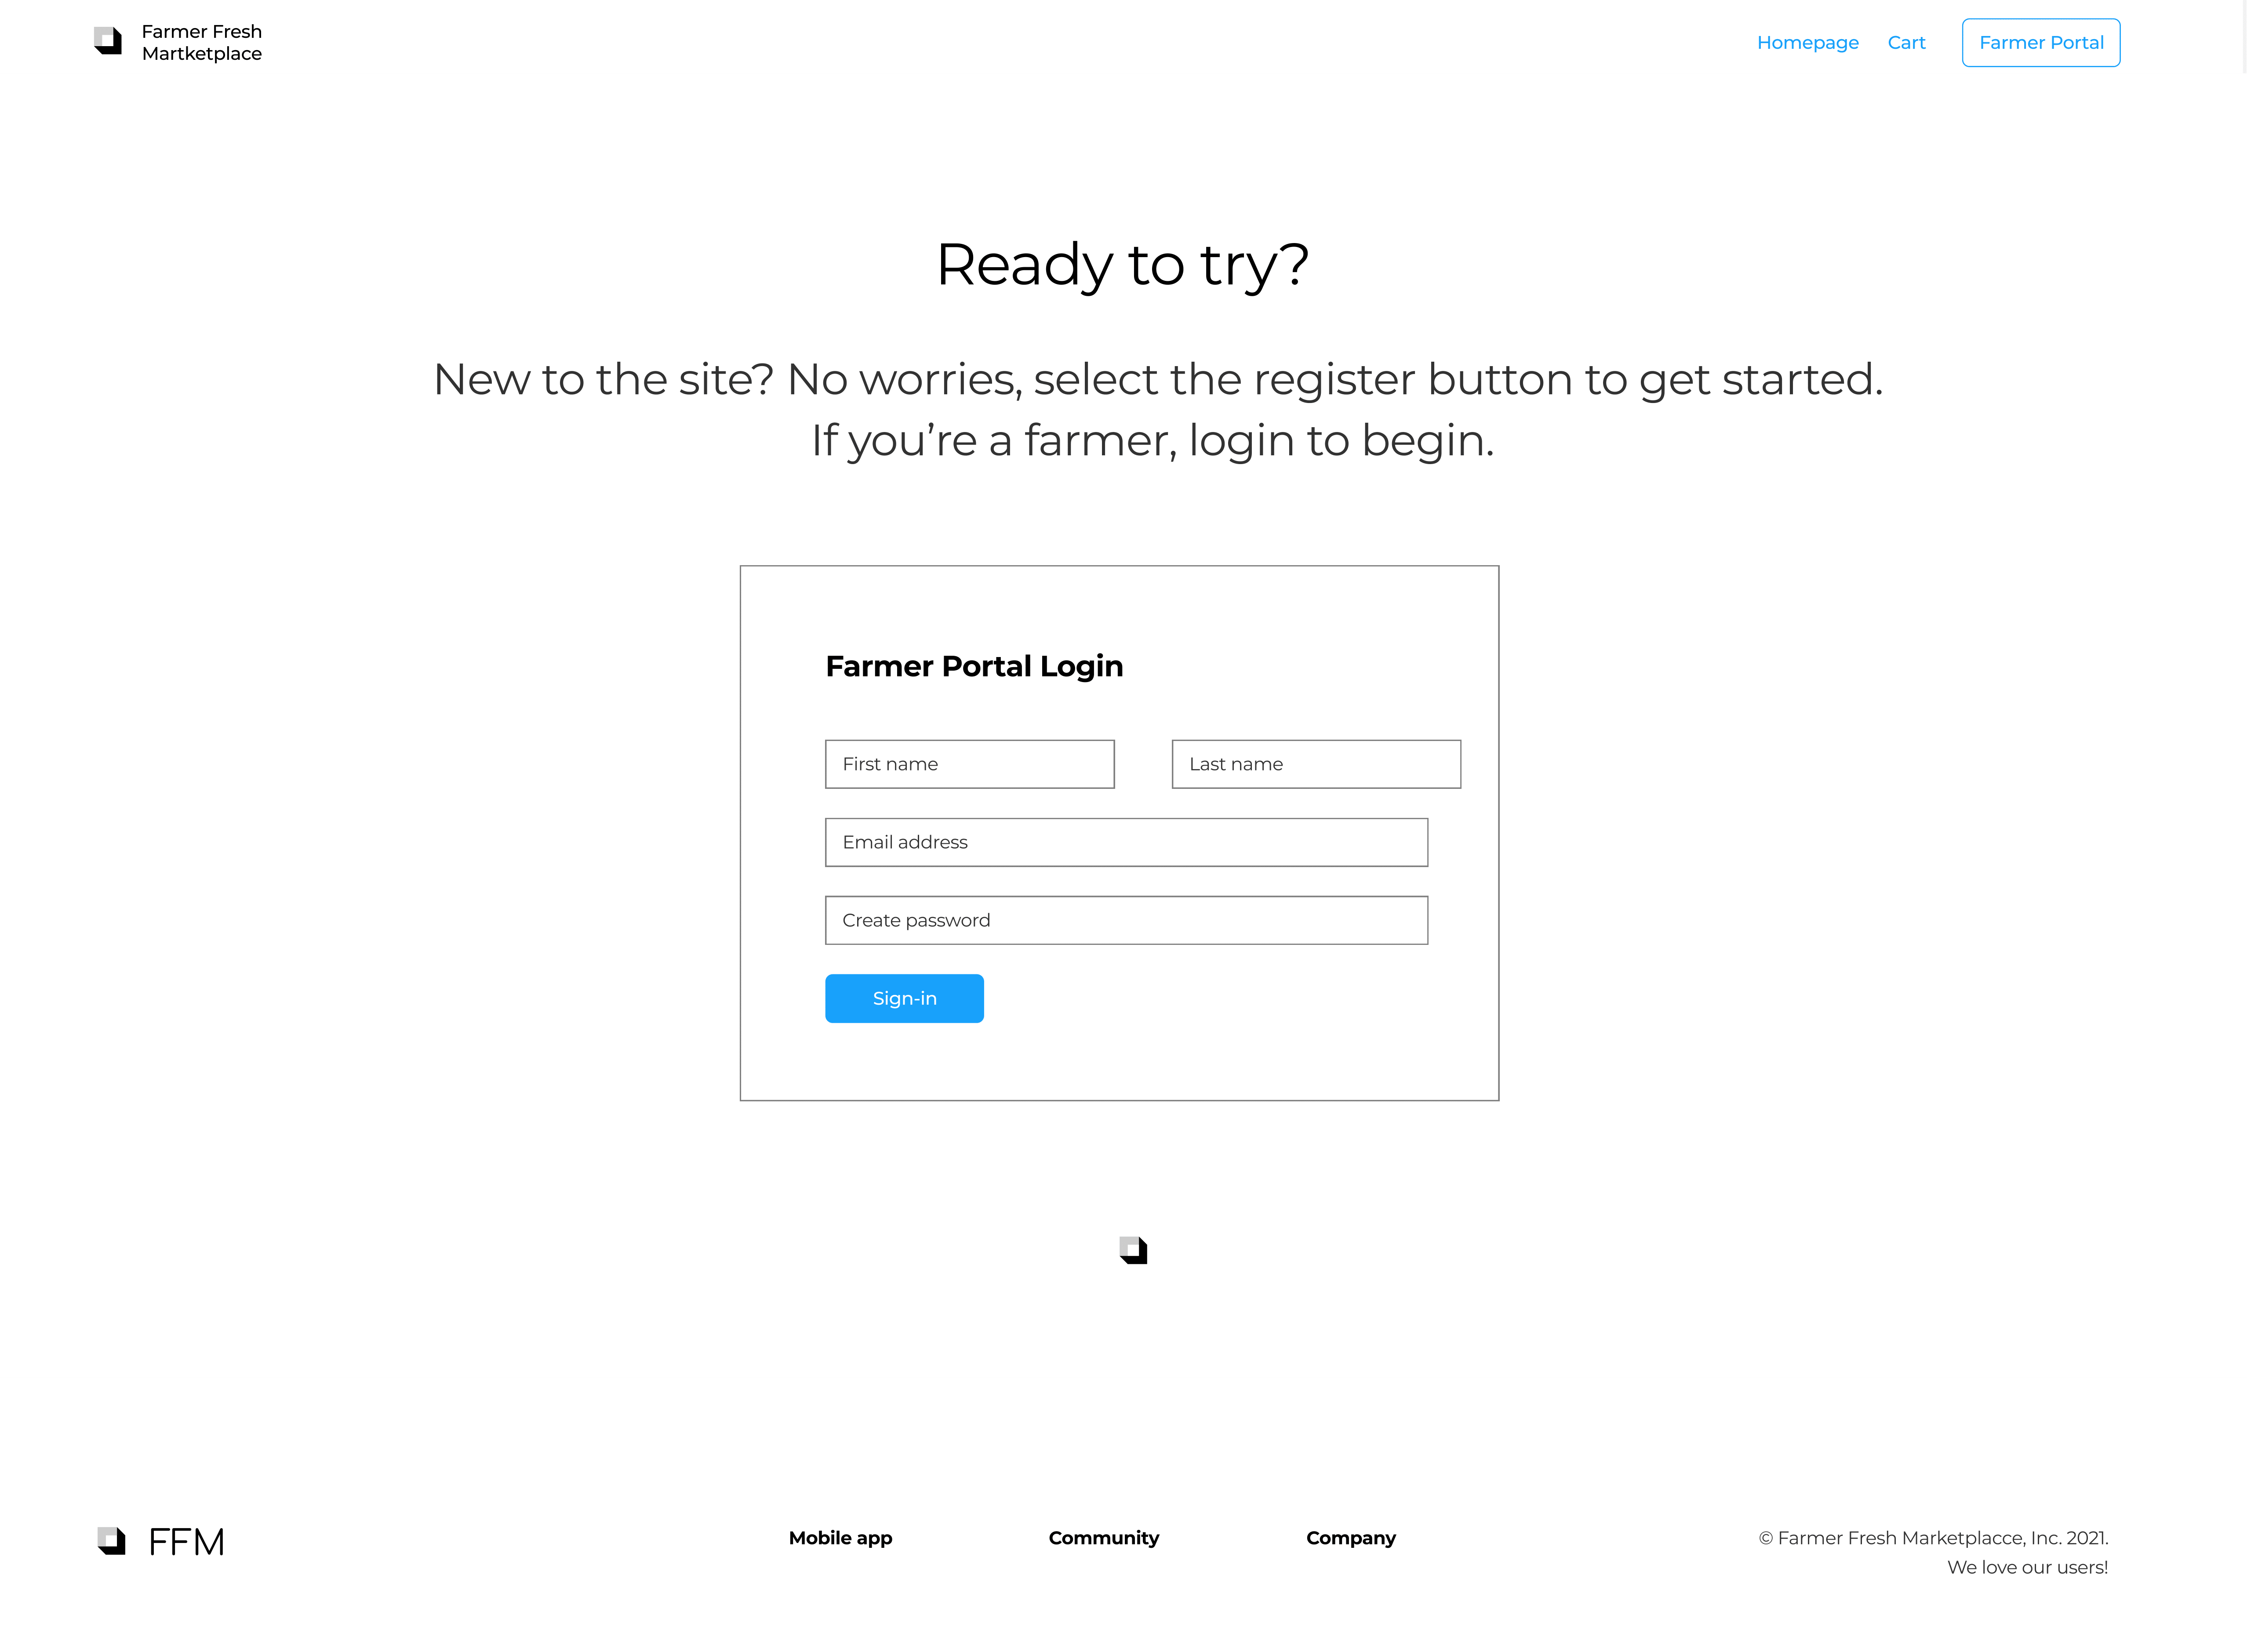 Farmer Fresh
Martketplace
Homepage
Cart
Farmer Portal
Ready to try?
New to the site? No worries, select the register button to get started.
If you’re a farmer, login to begin.
Farmer Portal Login
First name
Last name
Email address
Create password
Sign-in
FFM
Mobile app
Community
Company
© Farmer Fresh Marketplacce, Inc. 2021.
We love our users!